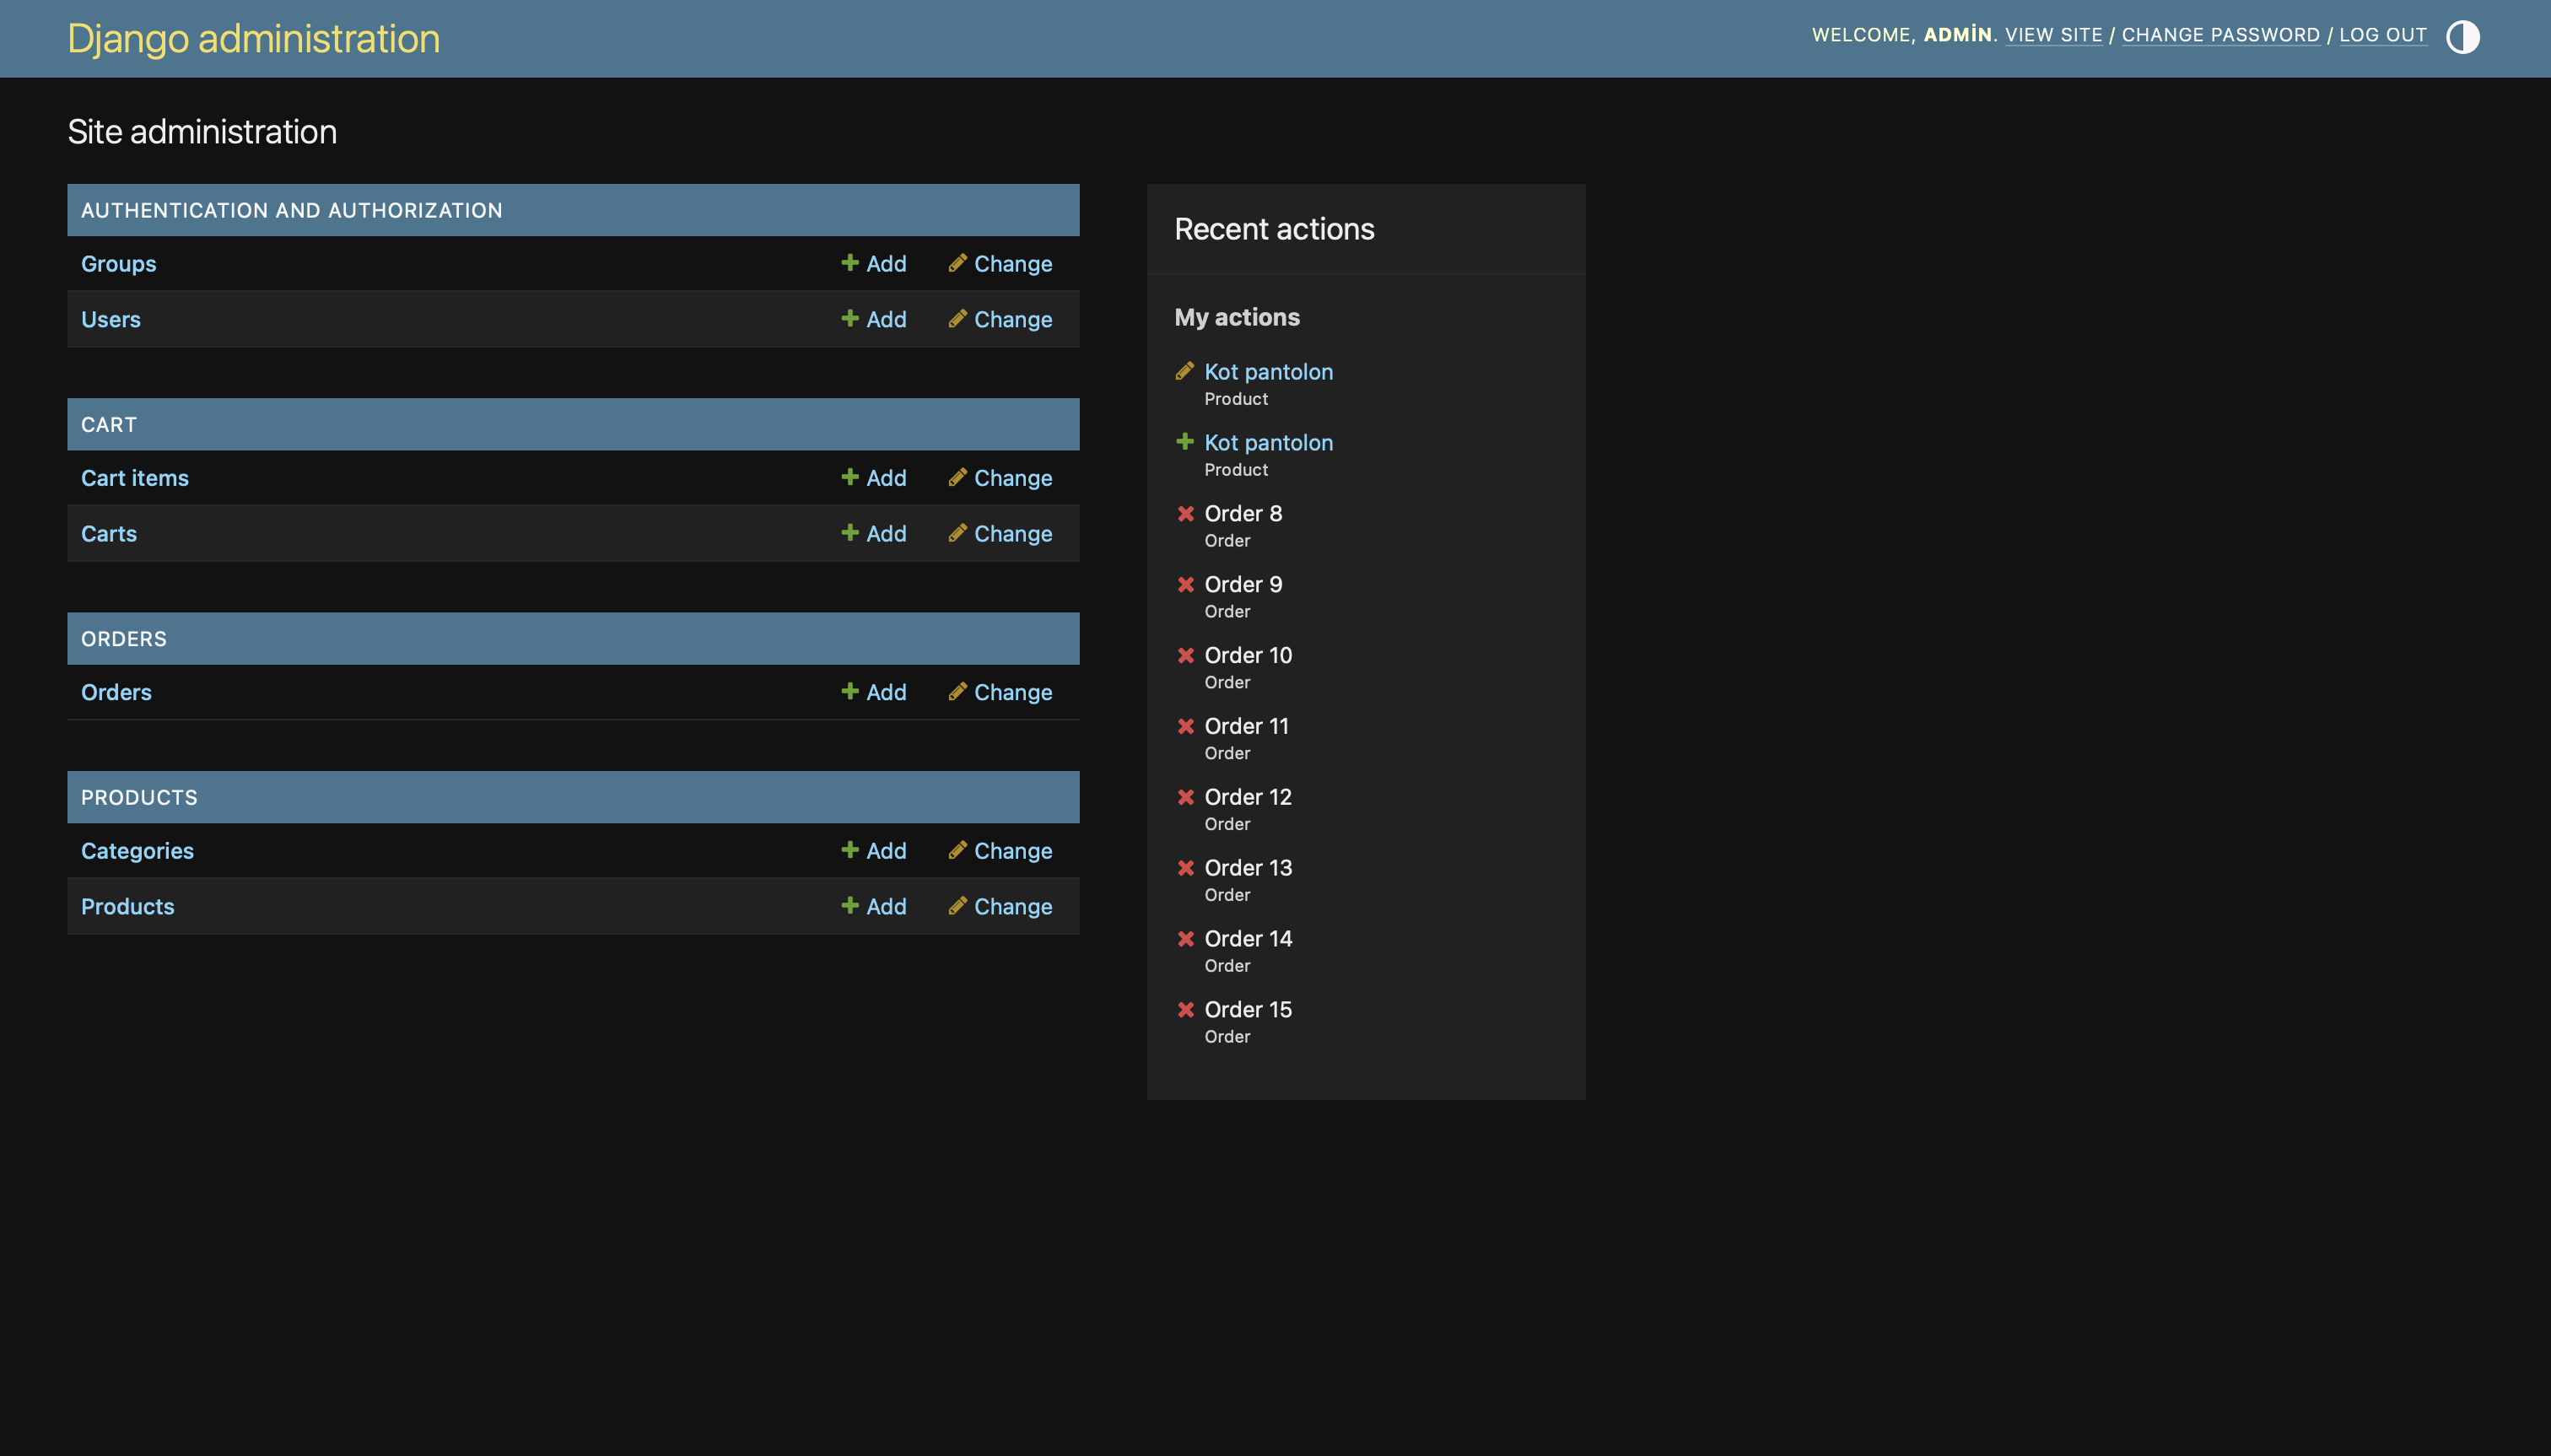 Django administration
WELCOME, ADMİN. VIEW SITE / CHANGE PASSWORD / LOG OUT
Site administration
AUTHENTICATION AND AUTHORIZATION
Groups Add Change
Users Add Change
CART
Cart items Add Change
Carts Add Change
ORDERS
Orders Add Change
PRODUCTS
Categories Add Change
Products Add Change
Recent actions
My actions
Kot pantolon
Product
Kot pantolon
Product
Order 8
Order
Order 9
Order
Order 10
Order
Order 11
Order
Order 12
Order
Order 13
Order
Order 14
Order
Order 15
Order